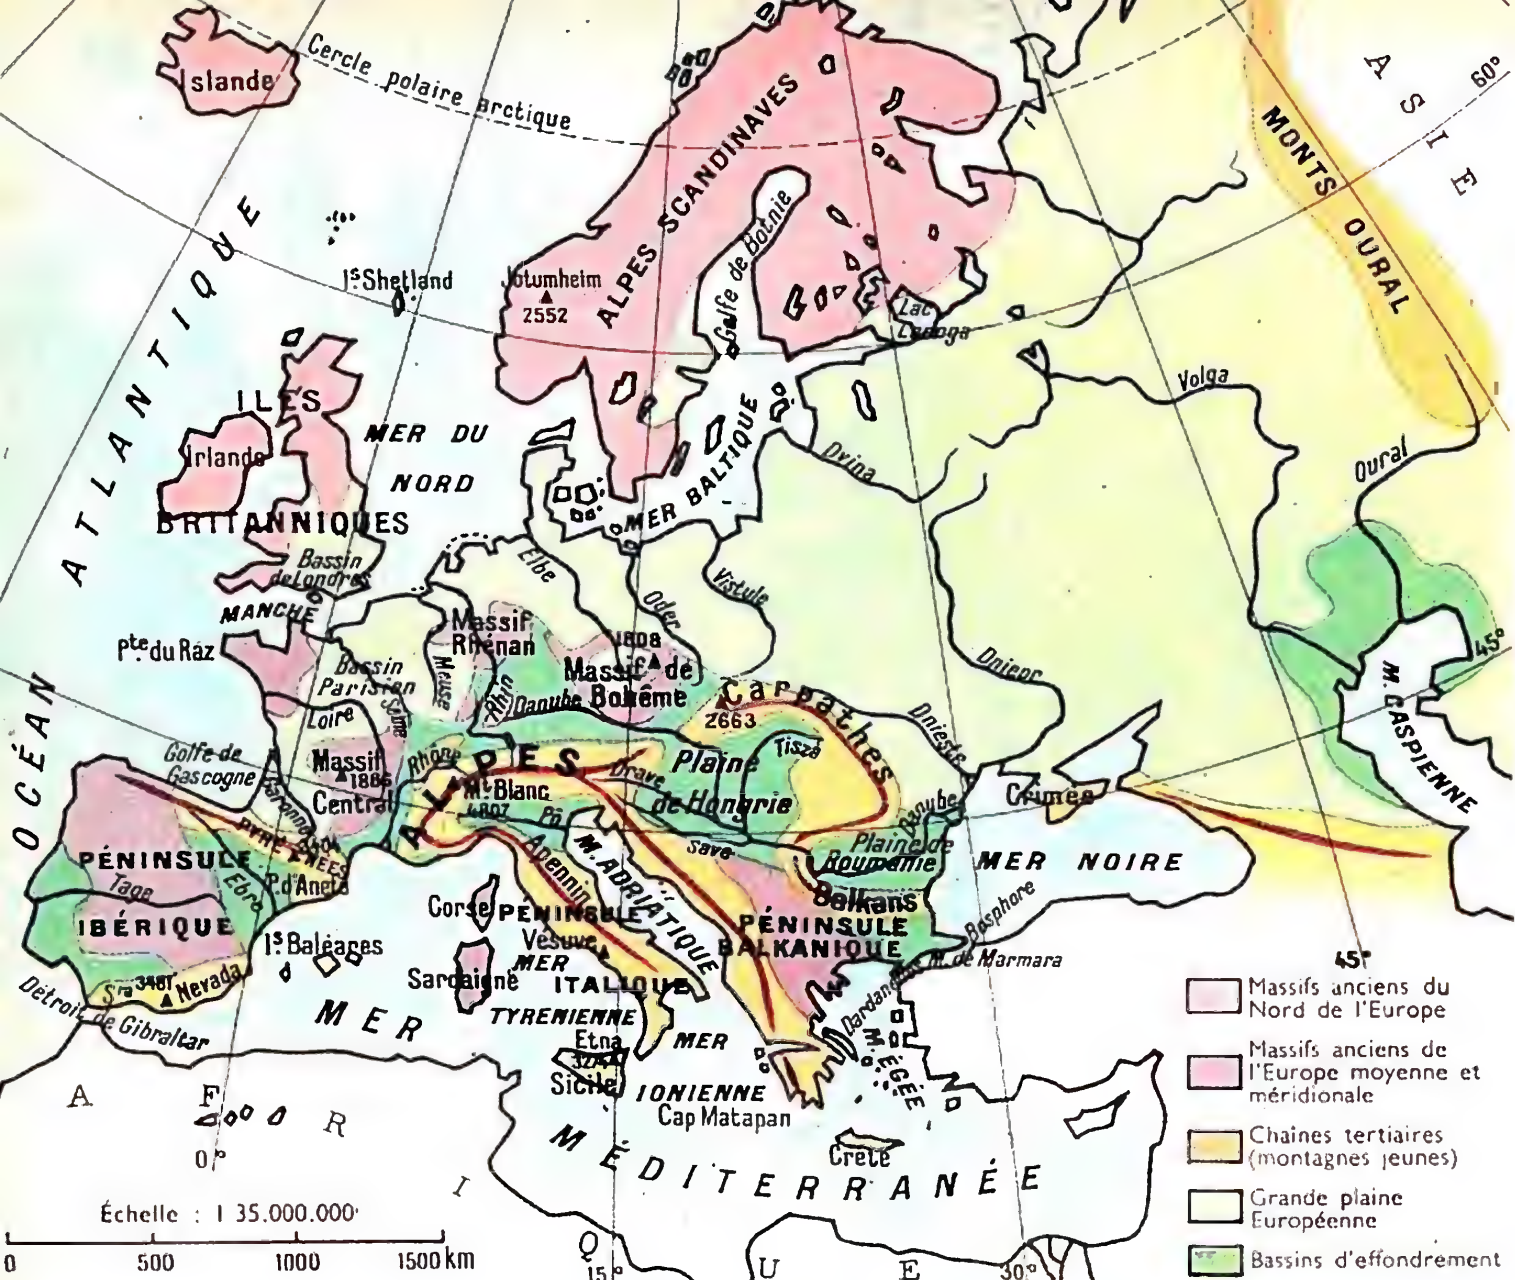 Islande
Cercle polaire arctique
ASIE
60°
MONTS OURAL
ALPES SCANDINAVES
Golfe de Botnie
Is Shetland
Jotumheim
2552
Lac Ladoga
OCÉAN ATLANTIQUE
ILES
BRITANNIQUES
Irlande
MER DU
NORD
MER BALTIQUE
Volga
Oural
Dvina
Bassin
de Londres
MANCHE
Pte du Raz
Elbe
Oder
Vistule
Massif
Rhénan
1808
Massif de
Bohême
Bassin
Parisien
Meuse
Seine
Rhin
Danube
Loire
Carpathes
2663
Dniepr
Dniestr
45°
M. CASPIENNE
Golfe de
Gascogne
Massif
1886
Central
Garonne
Rhône
ALPES
Mt Blanc
4807
Pô
Drave
Plaine
de Hongrie
Tisza
Save
Danube
Crimée
PYRÉNÉES
3404
P. d'Aneto
PÉNINSULE
IBÉRIQUE
Tage
Ebre
Apennin
M. ADRIATIQUE
Plaine de
Roumanie
MER NOIRE
Balkans
PÉNINSULE
BALKANIQUE
Bosphore
M. de Marmara
Corse
PÉNINSULE
ITALIQUE
Vésuve
Is Baléares
Sardaigne
MER
TYRENIENNE
Sra Nevada
3481
Détroit de Gibraltar
MER
MÉDITERRANÉE
Etna
3274
Sicile
MER
IONIENNE
Cap Matapan
M. ÉGÉE
Crète
AFRIQUE
0°
15°
30°
45°
Échelle : 1 35.000.000
0 500 1000 1500 km
Massifs anciens du
Nord de l'Europe
Massifs anciens de
l'Europe moyenne et
méridionale
Chaînes tertiaires
(montagnes jeunes)
Grande plaine
Européenne
Bassins d'effondrement